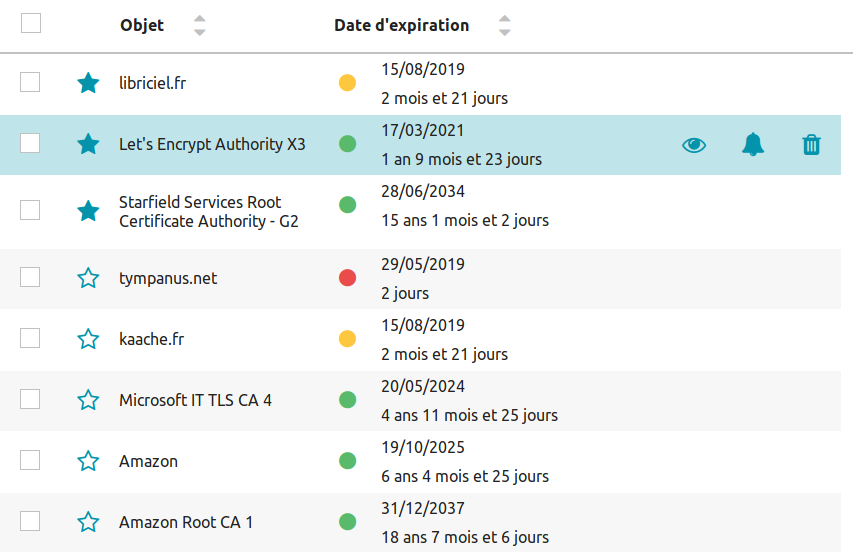 Objet
Date d'expiration
libriciel.fr
15/08/2019
2 mois et 21 jours
Let's Encrypt Authority X3
17/03/2021
1 an 9 mois et 23 jours
Starfield Services Root
Certificate Authority - G2
28/06/2034
15 ans 1 mois et 2 jours
tympanus.net
29/05/2019
2 jours
kaache.fr
15/08/2019
2 mois et 21 jours
Microsoft IT TLS CA 4
20/05/2024
4 ans 11 mois et 25 jours
Amazon
19/10/2025
6 ans 4 mois et 25 jours
Amazon Root CA 1
31/12/2037
18 ans 7 mois et 6 jours